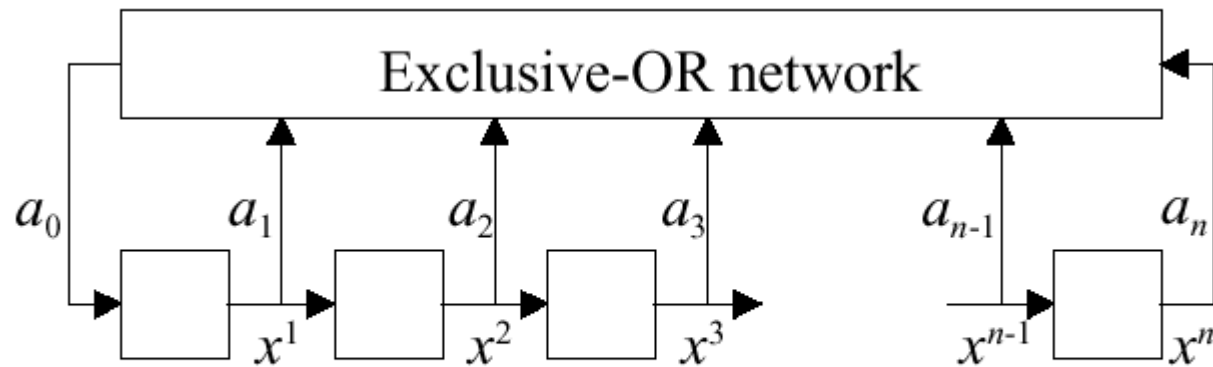 Exclusive-OR network
a₀ a₁ a₂ a₃ aₙ₋₁ aₙ
x¹ x² x³ xⁿ⁻¹ xⁿ